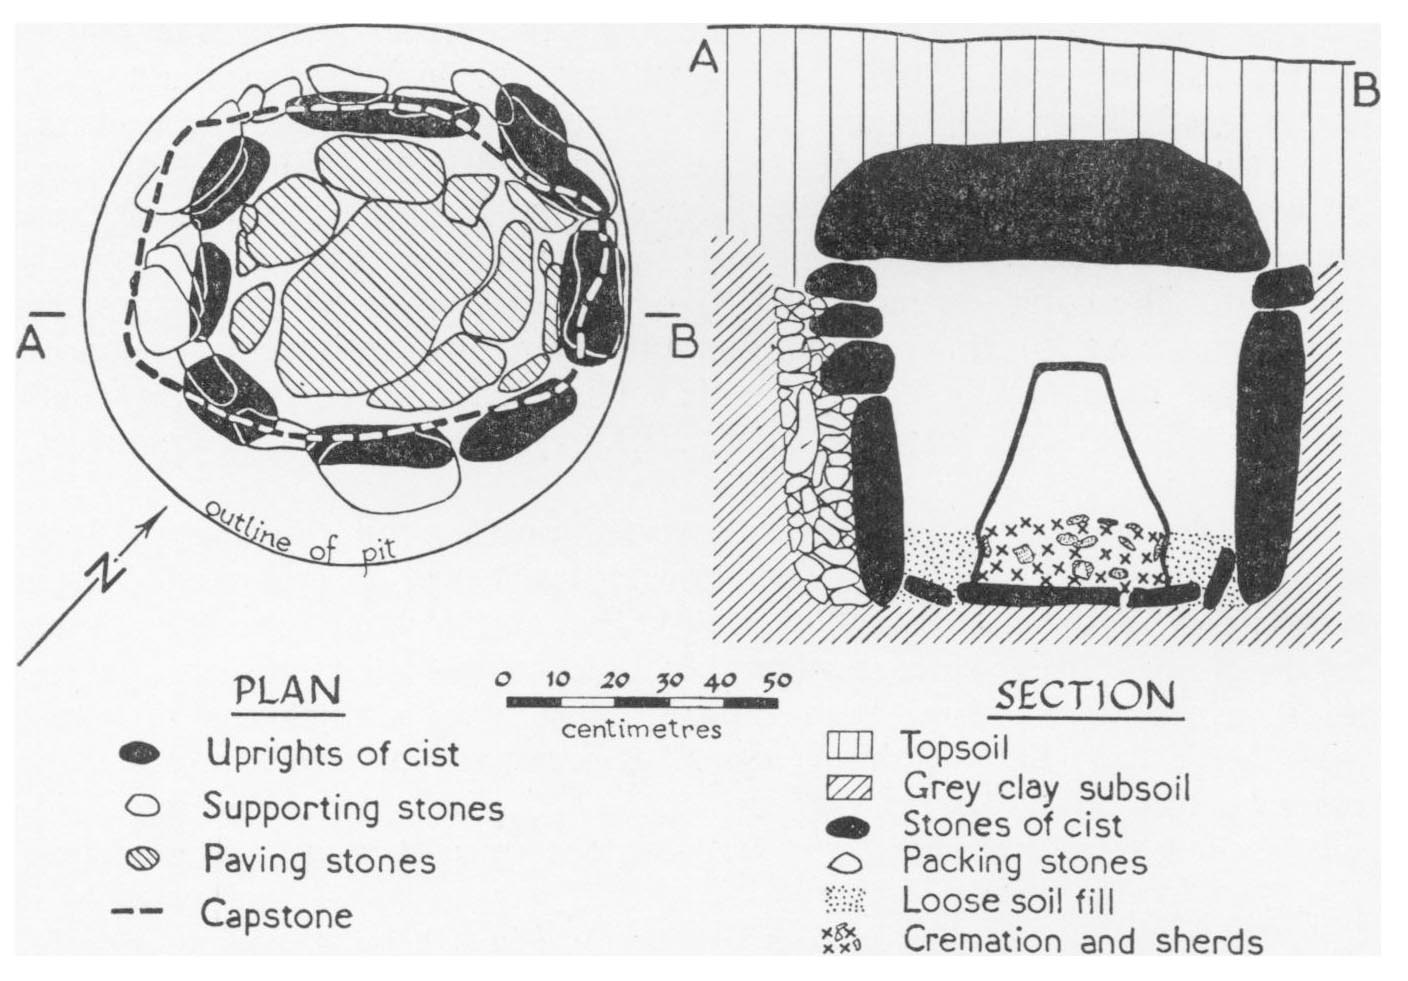 A
B
A
B
outline of pit
N
PLAN
Uprights of cist
Supporting stones
Paving stones
Capstone
0 10 20 30 40 50
centimetres
SECTION
Topsoil
Grey clay subsoil
Stones of cist
Packing stones
Loose soil fill
Cremation and sherds